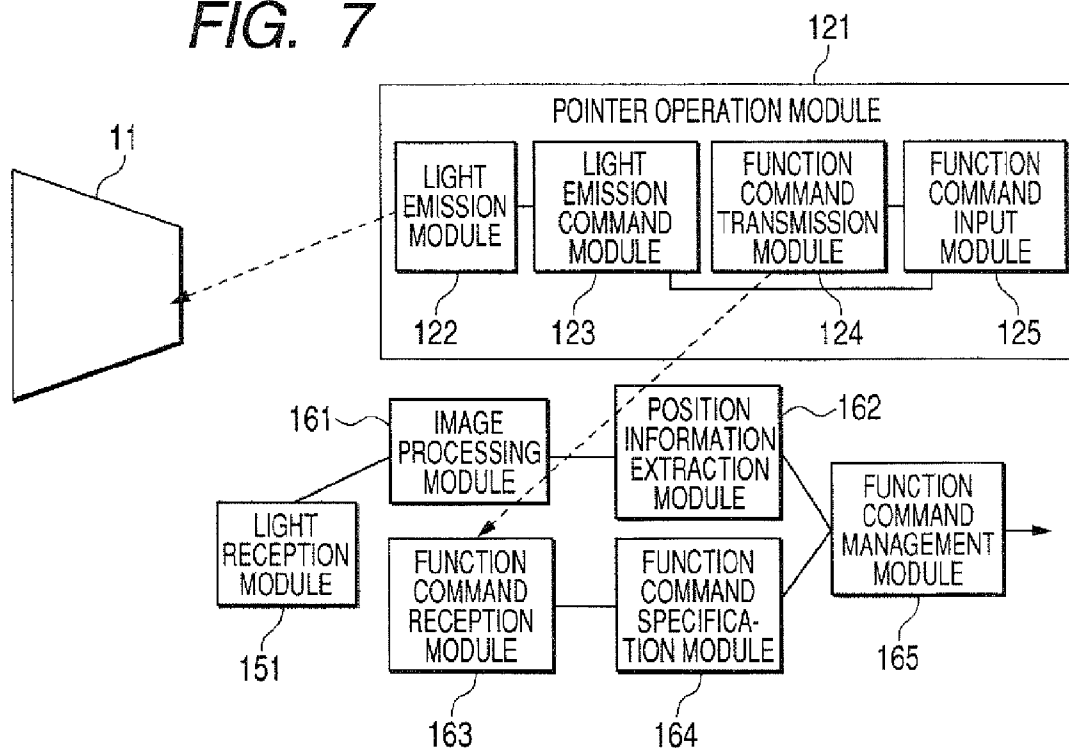 FIG. 7
121
POINTER OPERATION MODULE
11
LIGHT
EMISSION
MODULE
LIGHT
EMISSION
COMMAND
MODULE
FUNCTION
COMMAND
TRANSMISSION
MODULE
FUNCTION
COMMAND
INPUT
MODULE
122
123
124
125
161
IMAGE
PROCESSING
MODULE
POSITION
INFORMATION
EXTRACTION
MODULE
162
LIGHT
RECEPTION
MODULE
151
FUNCTION
COMMAND
RECEPTION
MODULE
163
FUNCTION
COMMAND
SPECIFICA-
TION MODULE
164
FUNCTION
COMMAND
MANAGEMENT
MODULE
165